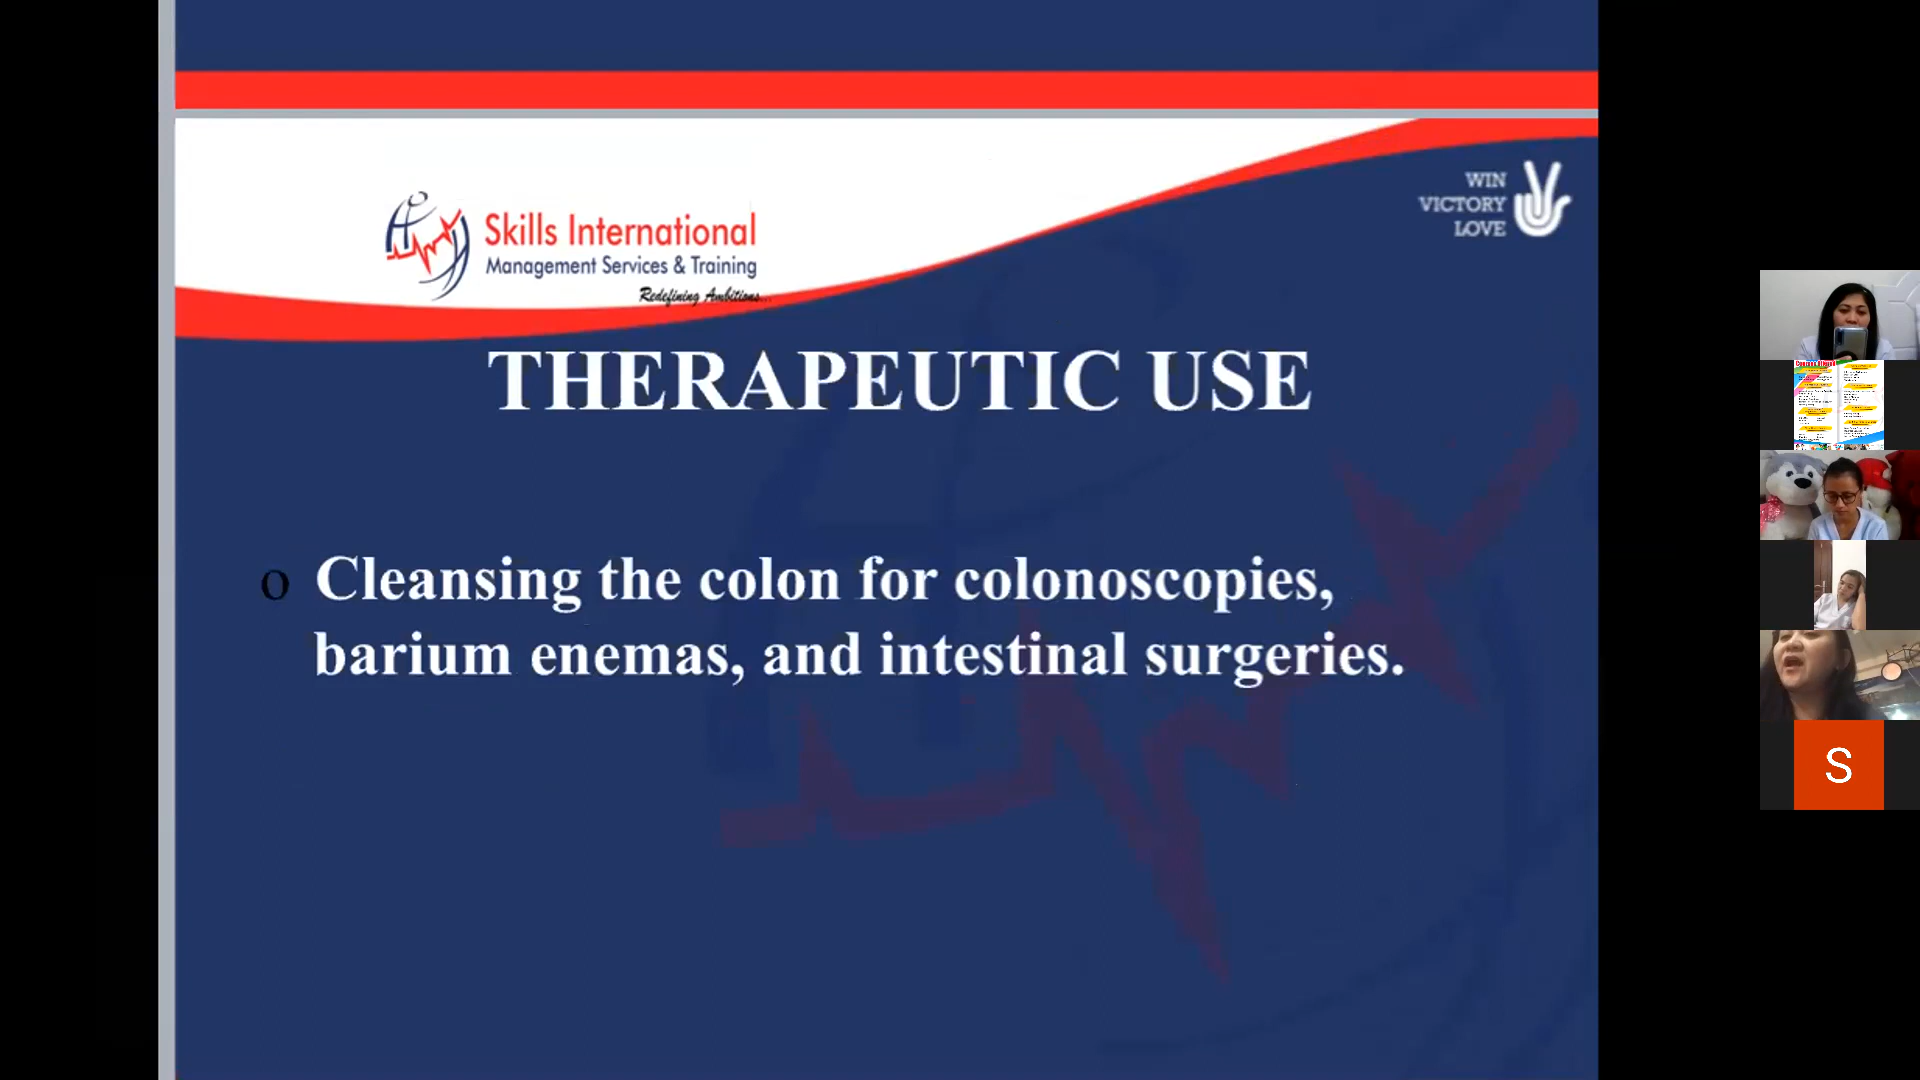 WIN
VICTORY
LOVE
Skills International
Management Services & Training
Redefining Ambitions...
THERAPEUTIC USE
o Cleansing the colon for colonoscopies,
barium enemas, and intestinal surgeries.
S